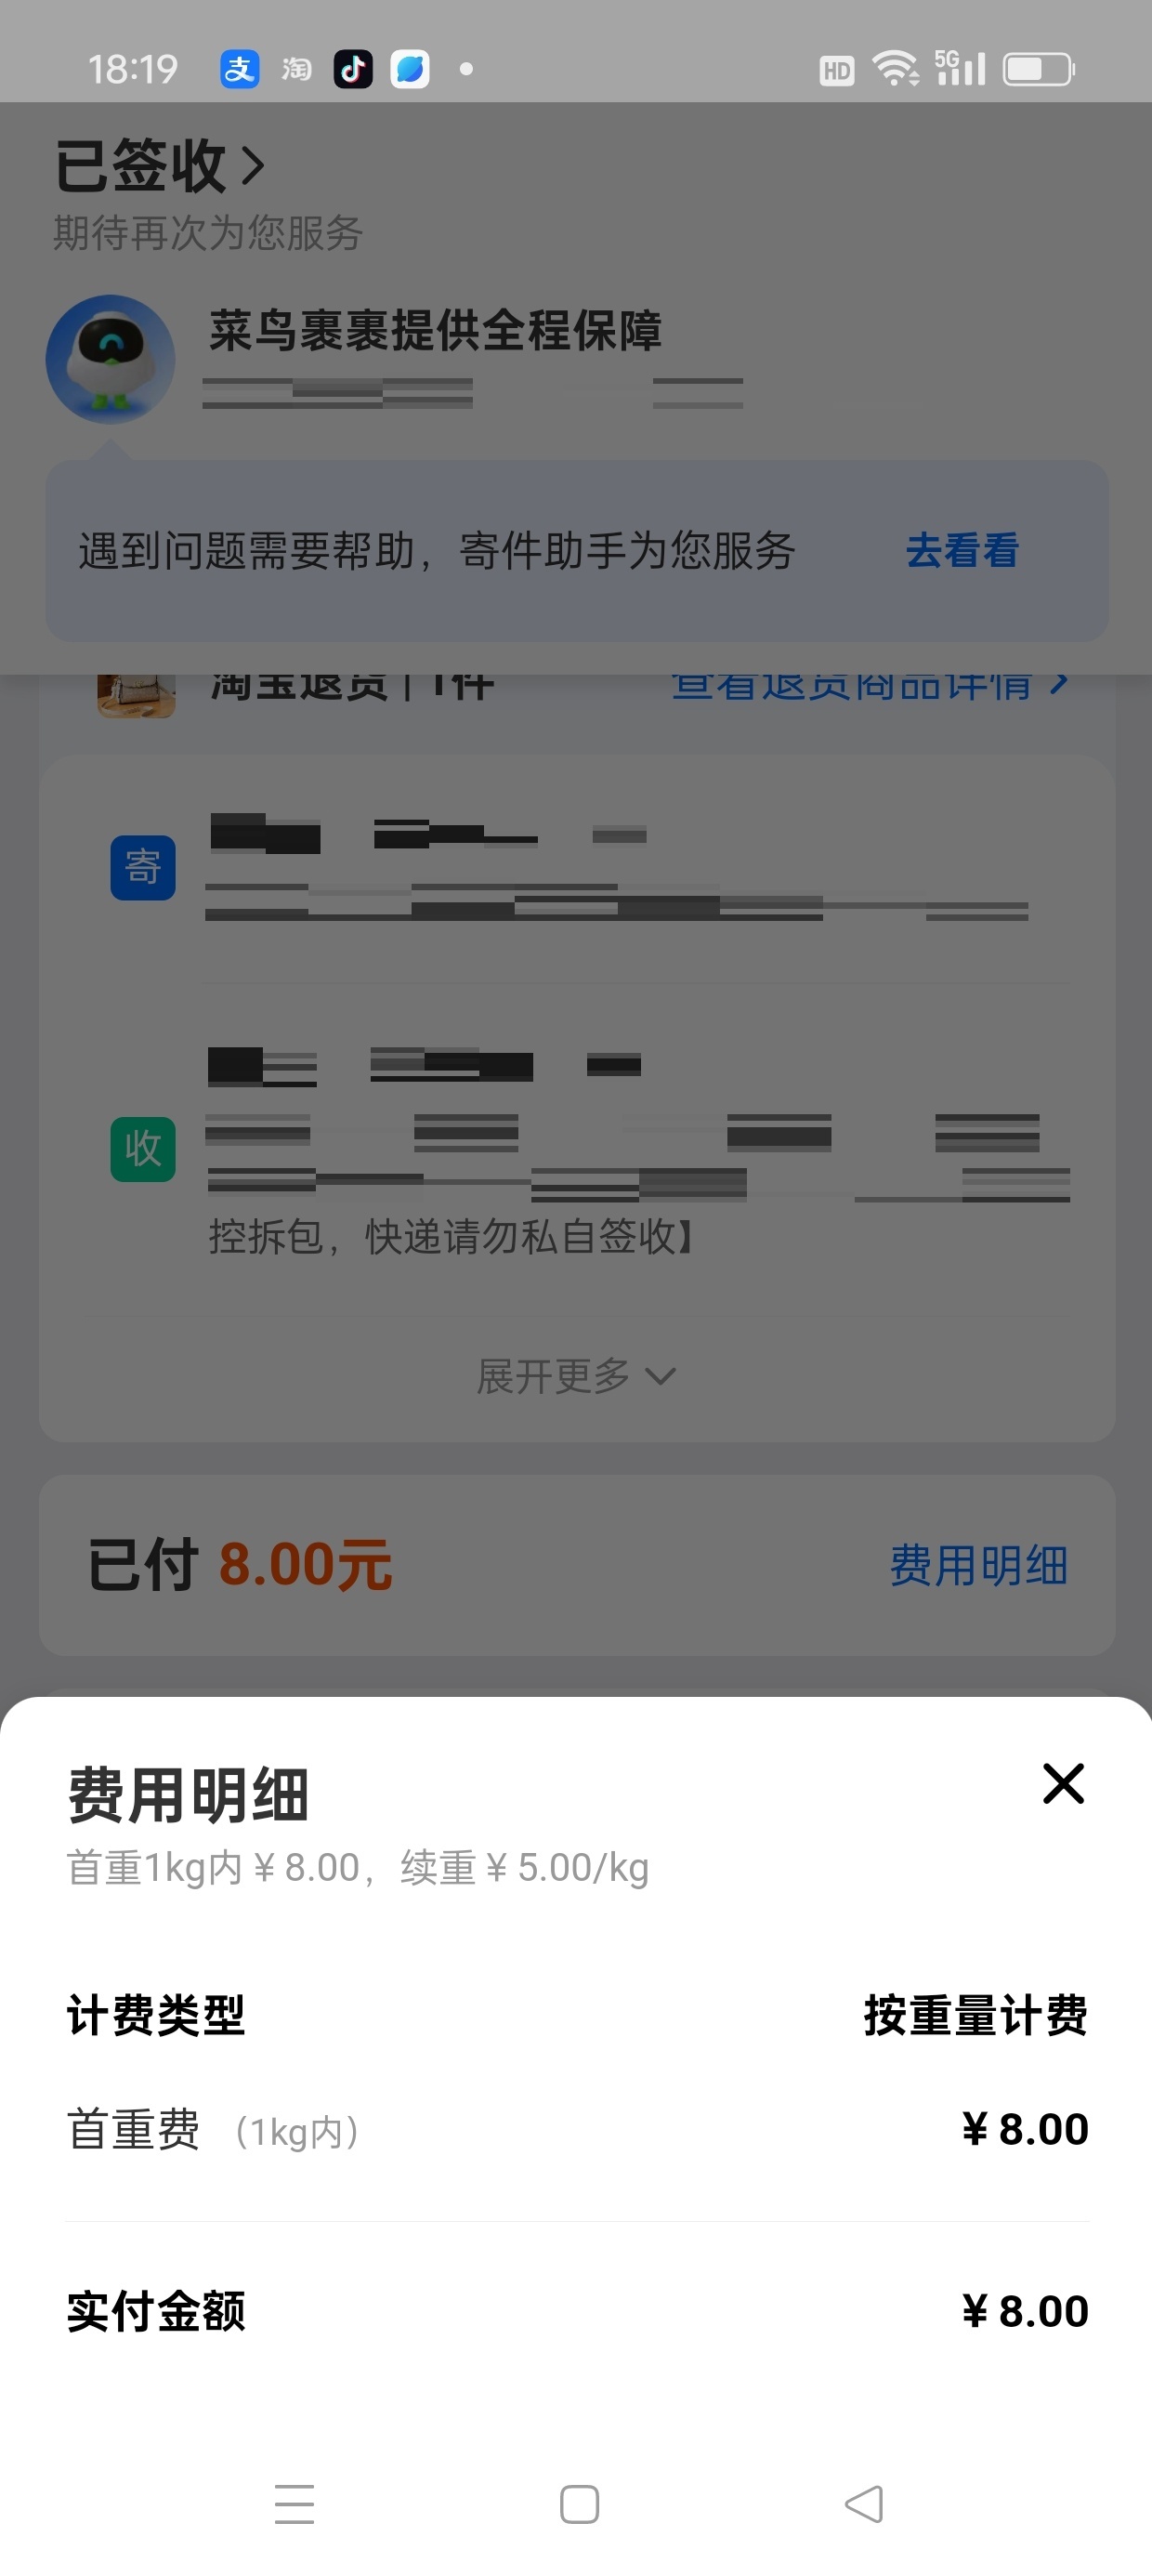 18:19 支 淘 HD 5G
已签收
期待再次为您服务
菜鸟裹裹提供全程保障
遇到问题需要帮助，寄件助手为您服务 去看看
淘宝退货 | 1件 查看退货商品详情
寄
收
控拆包，快递请勿私自签收】
展开更多
已付 8.00元 费用明细
费用明细
首重1kg内 ¥ 8.00，续重 ¥ 5.00/kg
计费类型 按重量计费
首重费 （1kg内） ¥ 8.00
实付金额 ¥ 8.00